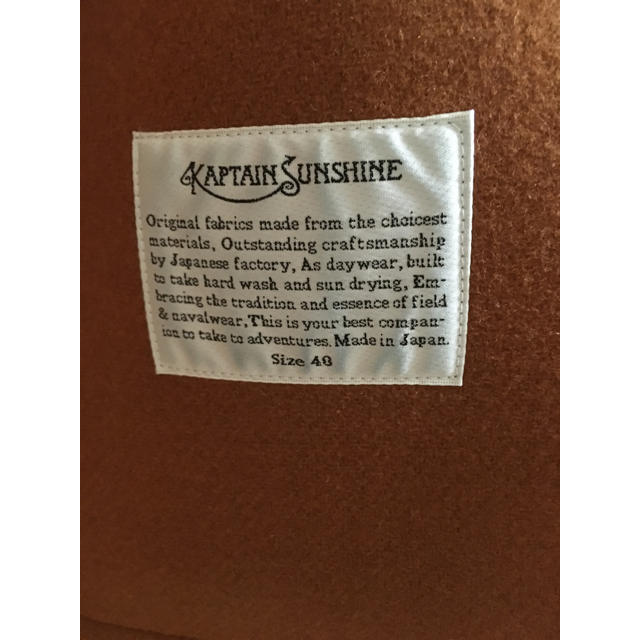 KAPTAIN SUNSHINE
Original fabrics made from the choicest
materials, Outstanding craftsmanship
by Japanese factory, As daywear, built
to take hard wash and sun drying, Em-
bracing the tradition and essence of field
& navalwear, This is your best compan-
ion to take to adventures. Made in Japan.
Size 40